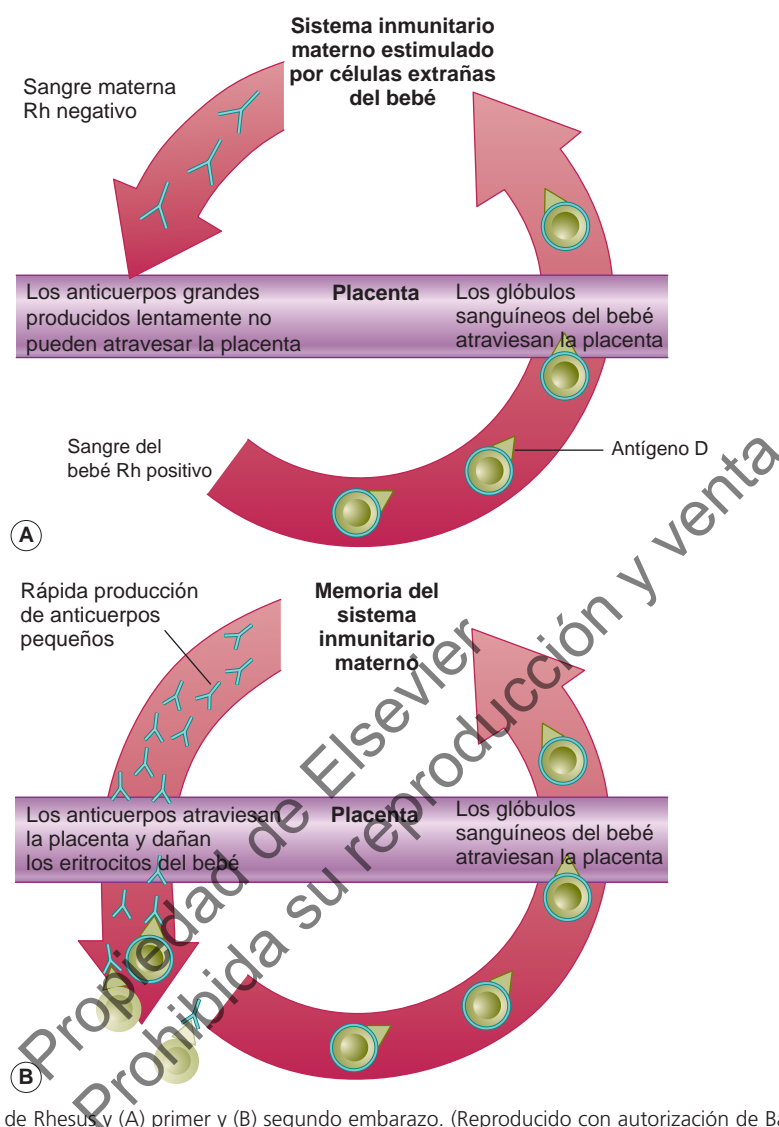 Sistema inmunitario
materno estimulado
por células extrañas
del bebé
Sangre materna
Rh negativo
Los anticuerpos grandes
producidos lentamente no
pueden atravesar la placenta
Placenta
Los glóbulos
sanguíneos del bebé
atraviesan la placenta
Sangre del
bebé Rh positivo
Antígeno D
A
Rápida producción
de anticuerpos
pequeños
Memoria del
sistema
inmunitario
materno
Los anticuerpos atraviesan
la placenta y dañan
los eritrocitos del bebé
Placenta
Los glóbulos
sanguíneos del bebé
atraviesan la placenta
B
Propiedad de Elsevier
Prohibida su reproducción y venta
de Rhesus y (A) primer y (B) segundo embarazo. (Reproducido con autorización de